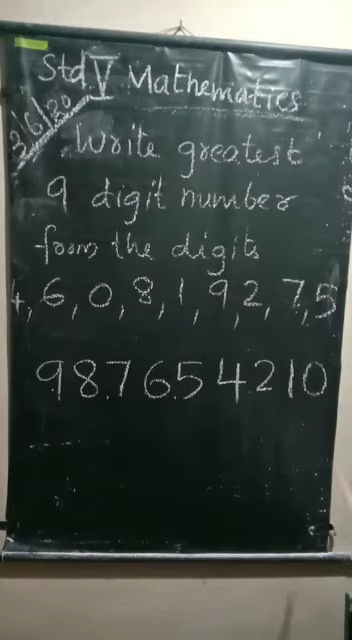 Std V Mathematics
3/6/20
Write greatest
9 digit number
from the digits
4, 6, 0, 8, 1, 9, 2, 7, 5
987654210